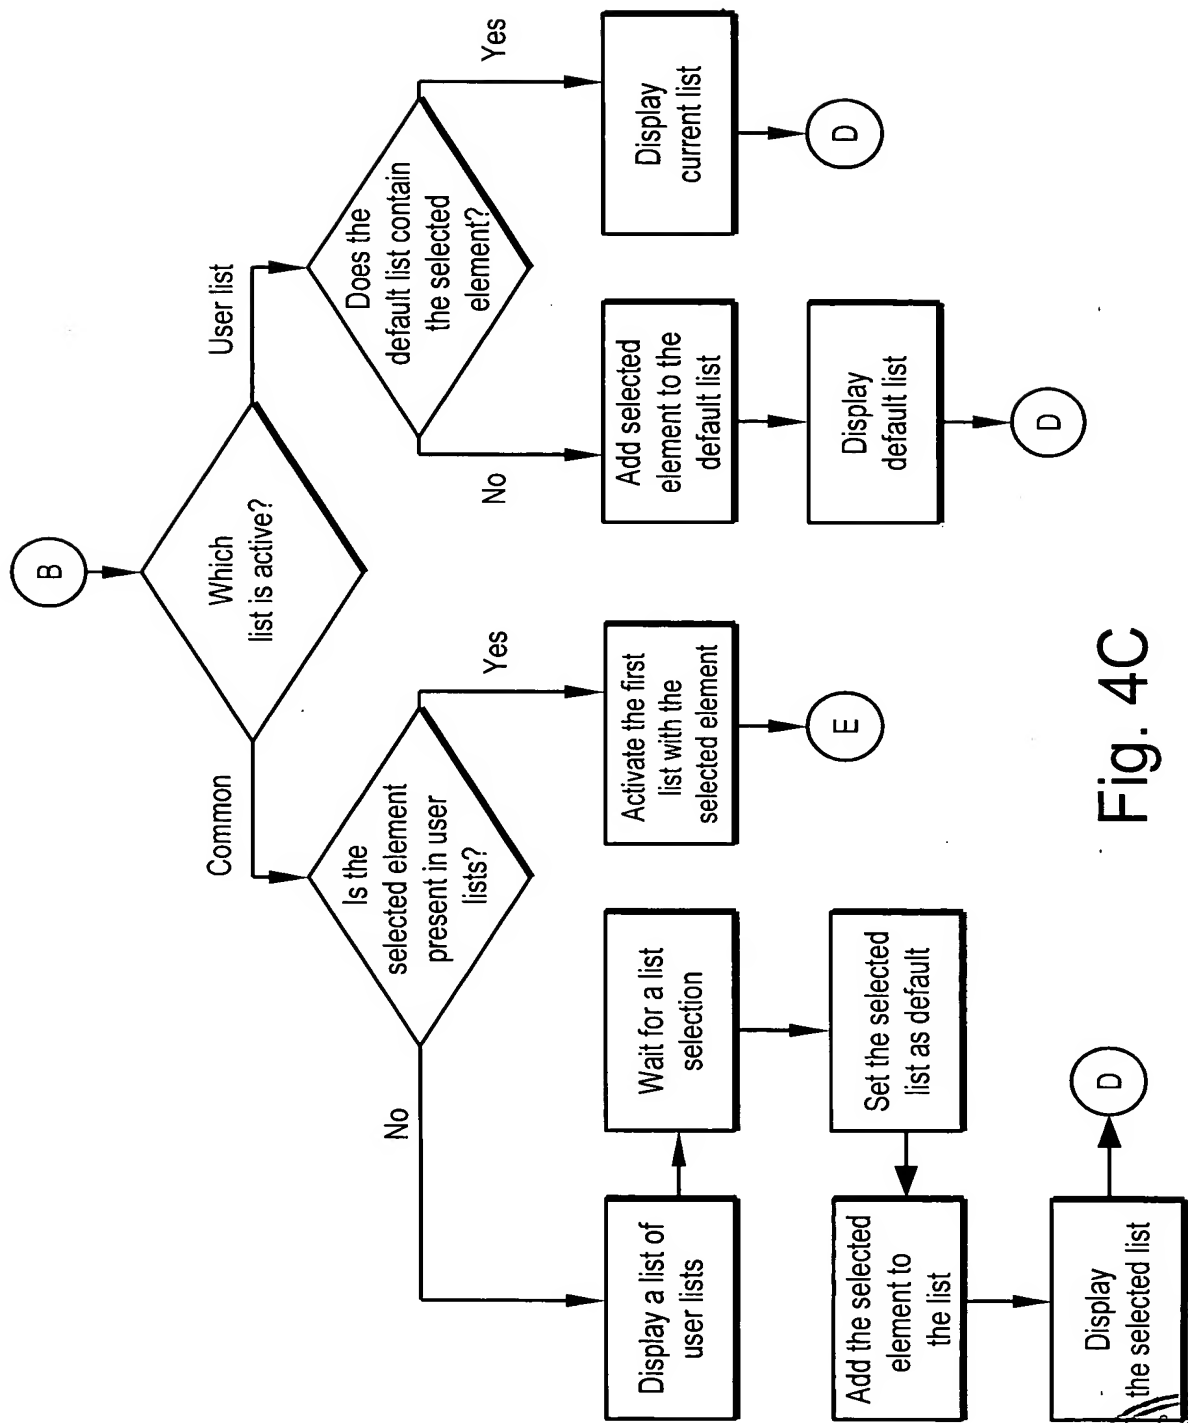 B
Which
list is active?
Common
User list
Is the
selected element
present in user
lists?
Does the
default list contain
the selected
element?
No
Yes
No
Yes
Display a list of
user lists
Wait for a list
selection
Activate the first
list with the
selected element
Add selected
element to the
default list
Display
current list
E
D
Add the selected
element to
the list
Set the selected
list as default
Display
default list
D
Display
the selected list
D
Fig. 4C